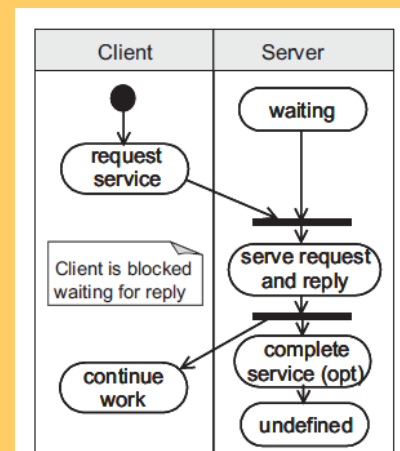 Client
Server
waiting
request
service
Client is blocked
waiting for reply
serve request
and reply
complete
service (opt)
continue
work
undefined